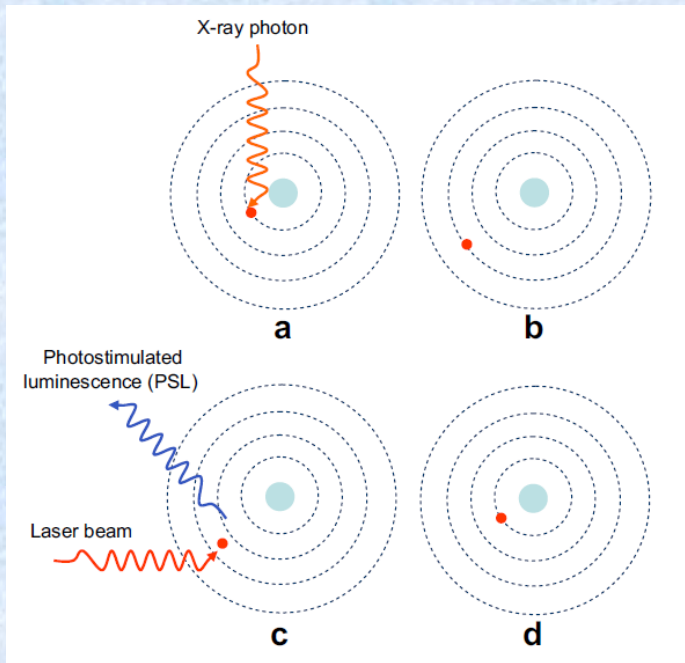 X-ray photon
a
b
Photostimulated
luminescence (PSL)
Laser beam
c
d